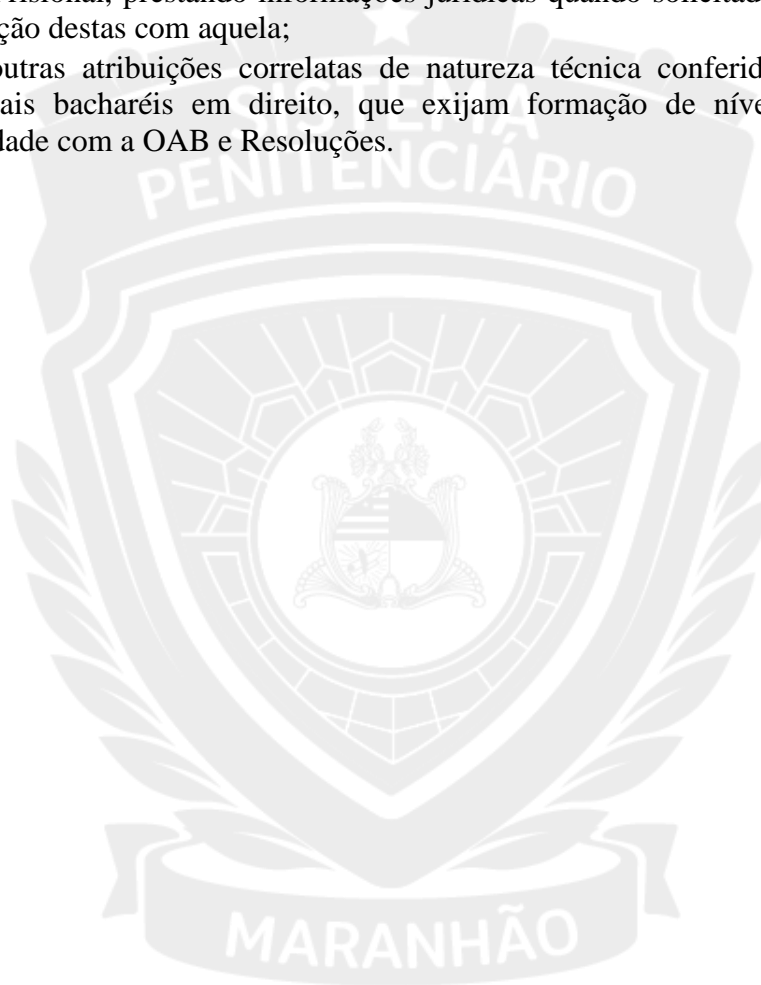 prestando informações jurídicas quando solicitad
ção destas com aquela;
outras atribuições correlatas de natureza técnica conferid
ais bacharéis em direito, que exijam formação de níve
dade com a OAB e Resoluções.
SISTEMA
PENITENCIÁRIO
MARANHÃO